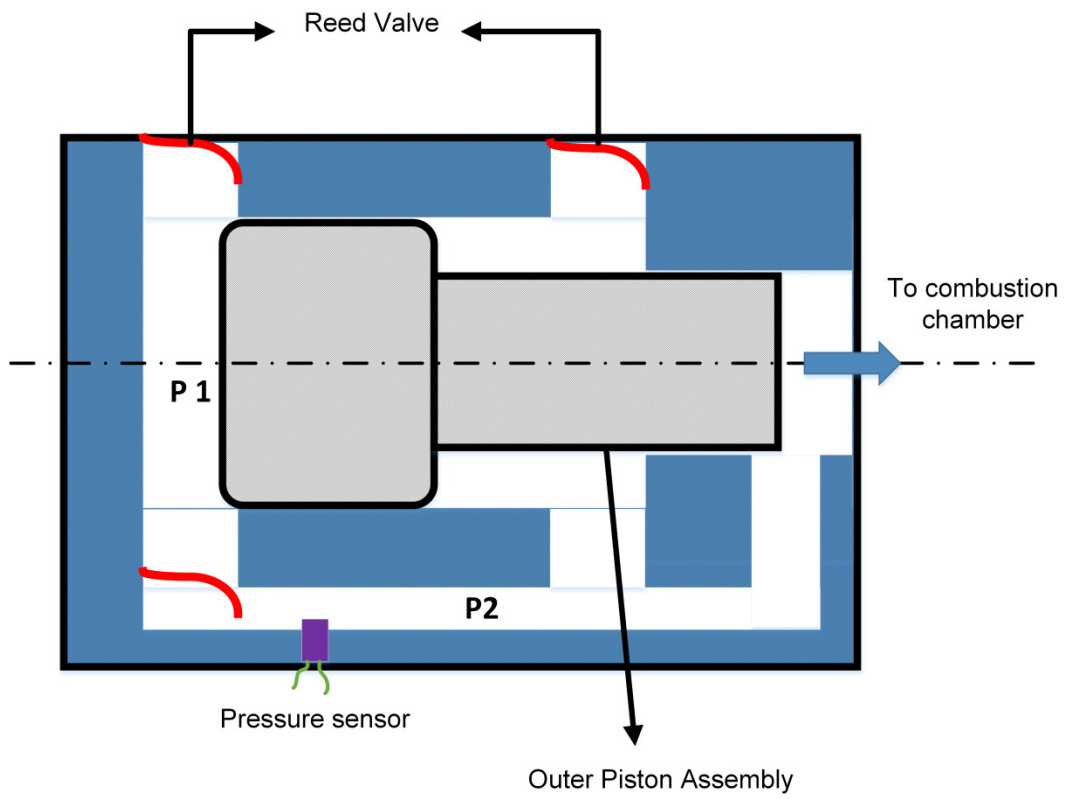 Reed Valve
To combustion
chamber
P 1
P2
Pressure sensor
Outer Piston Assembly